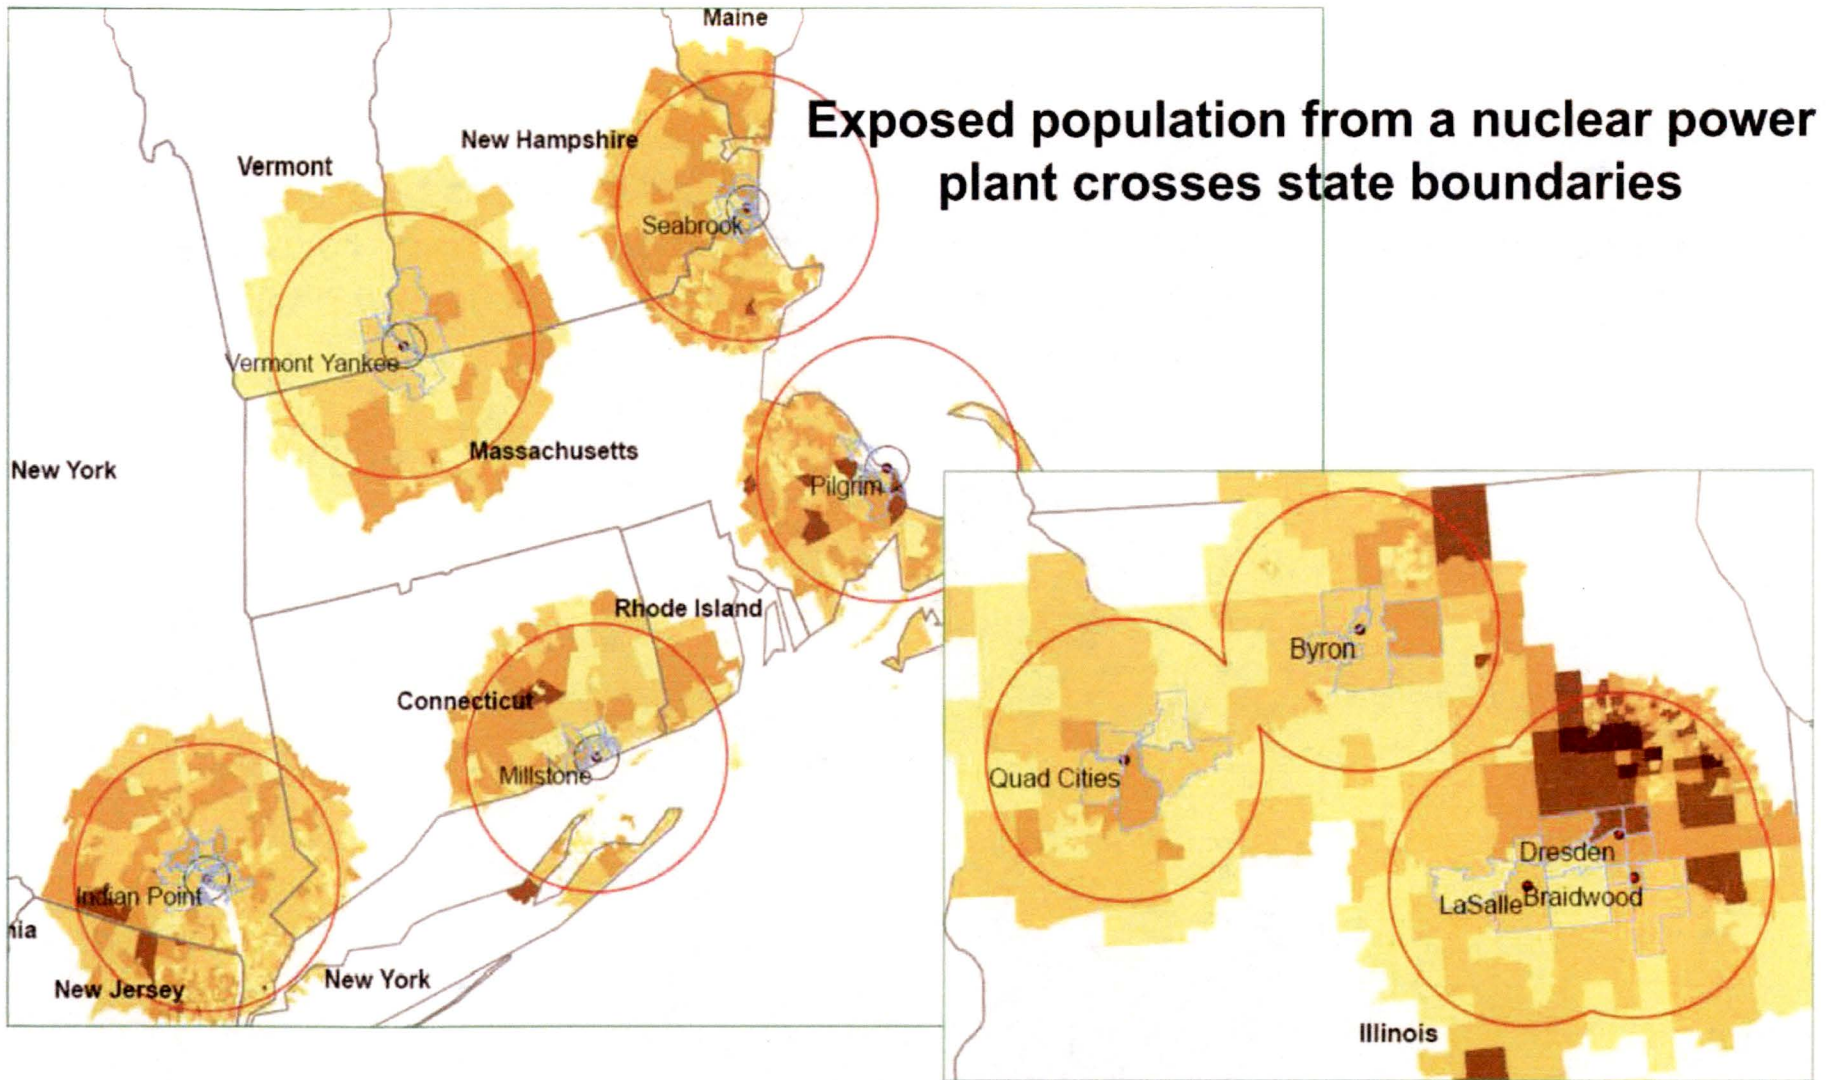 Maine
Exposed population from a nuclear power
plant crosses state boundaries
New Hampshire
Vermont
Seabrook
Vermont Yankee
Massachusetts
New York
Pilgrim
Rhode Island
Byron
Connecticut
Millstone
Quad Cities
Dresden
Indian Point
LaSalle
Braidwood
nia
New Jersey
New York
Illinois